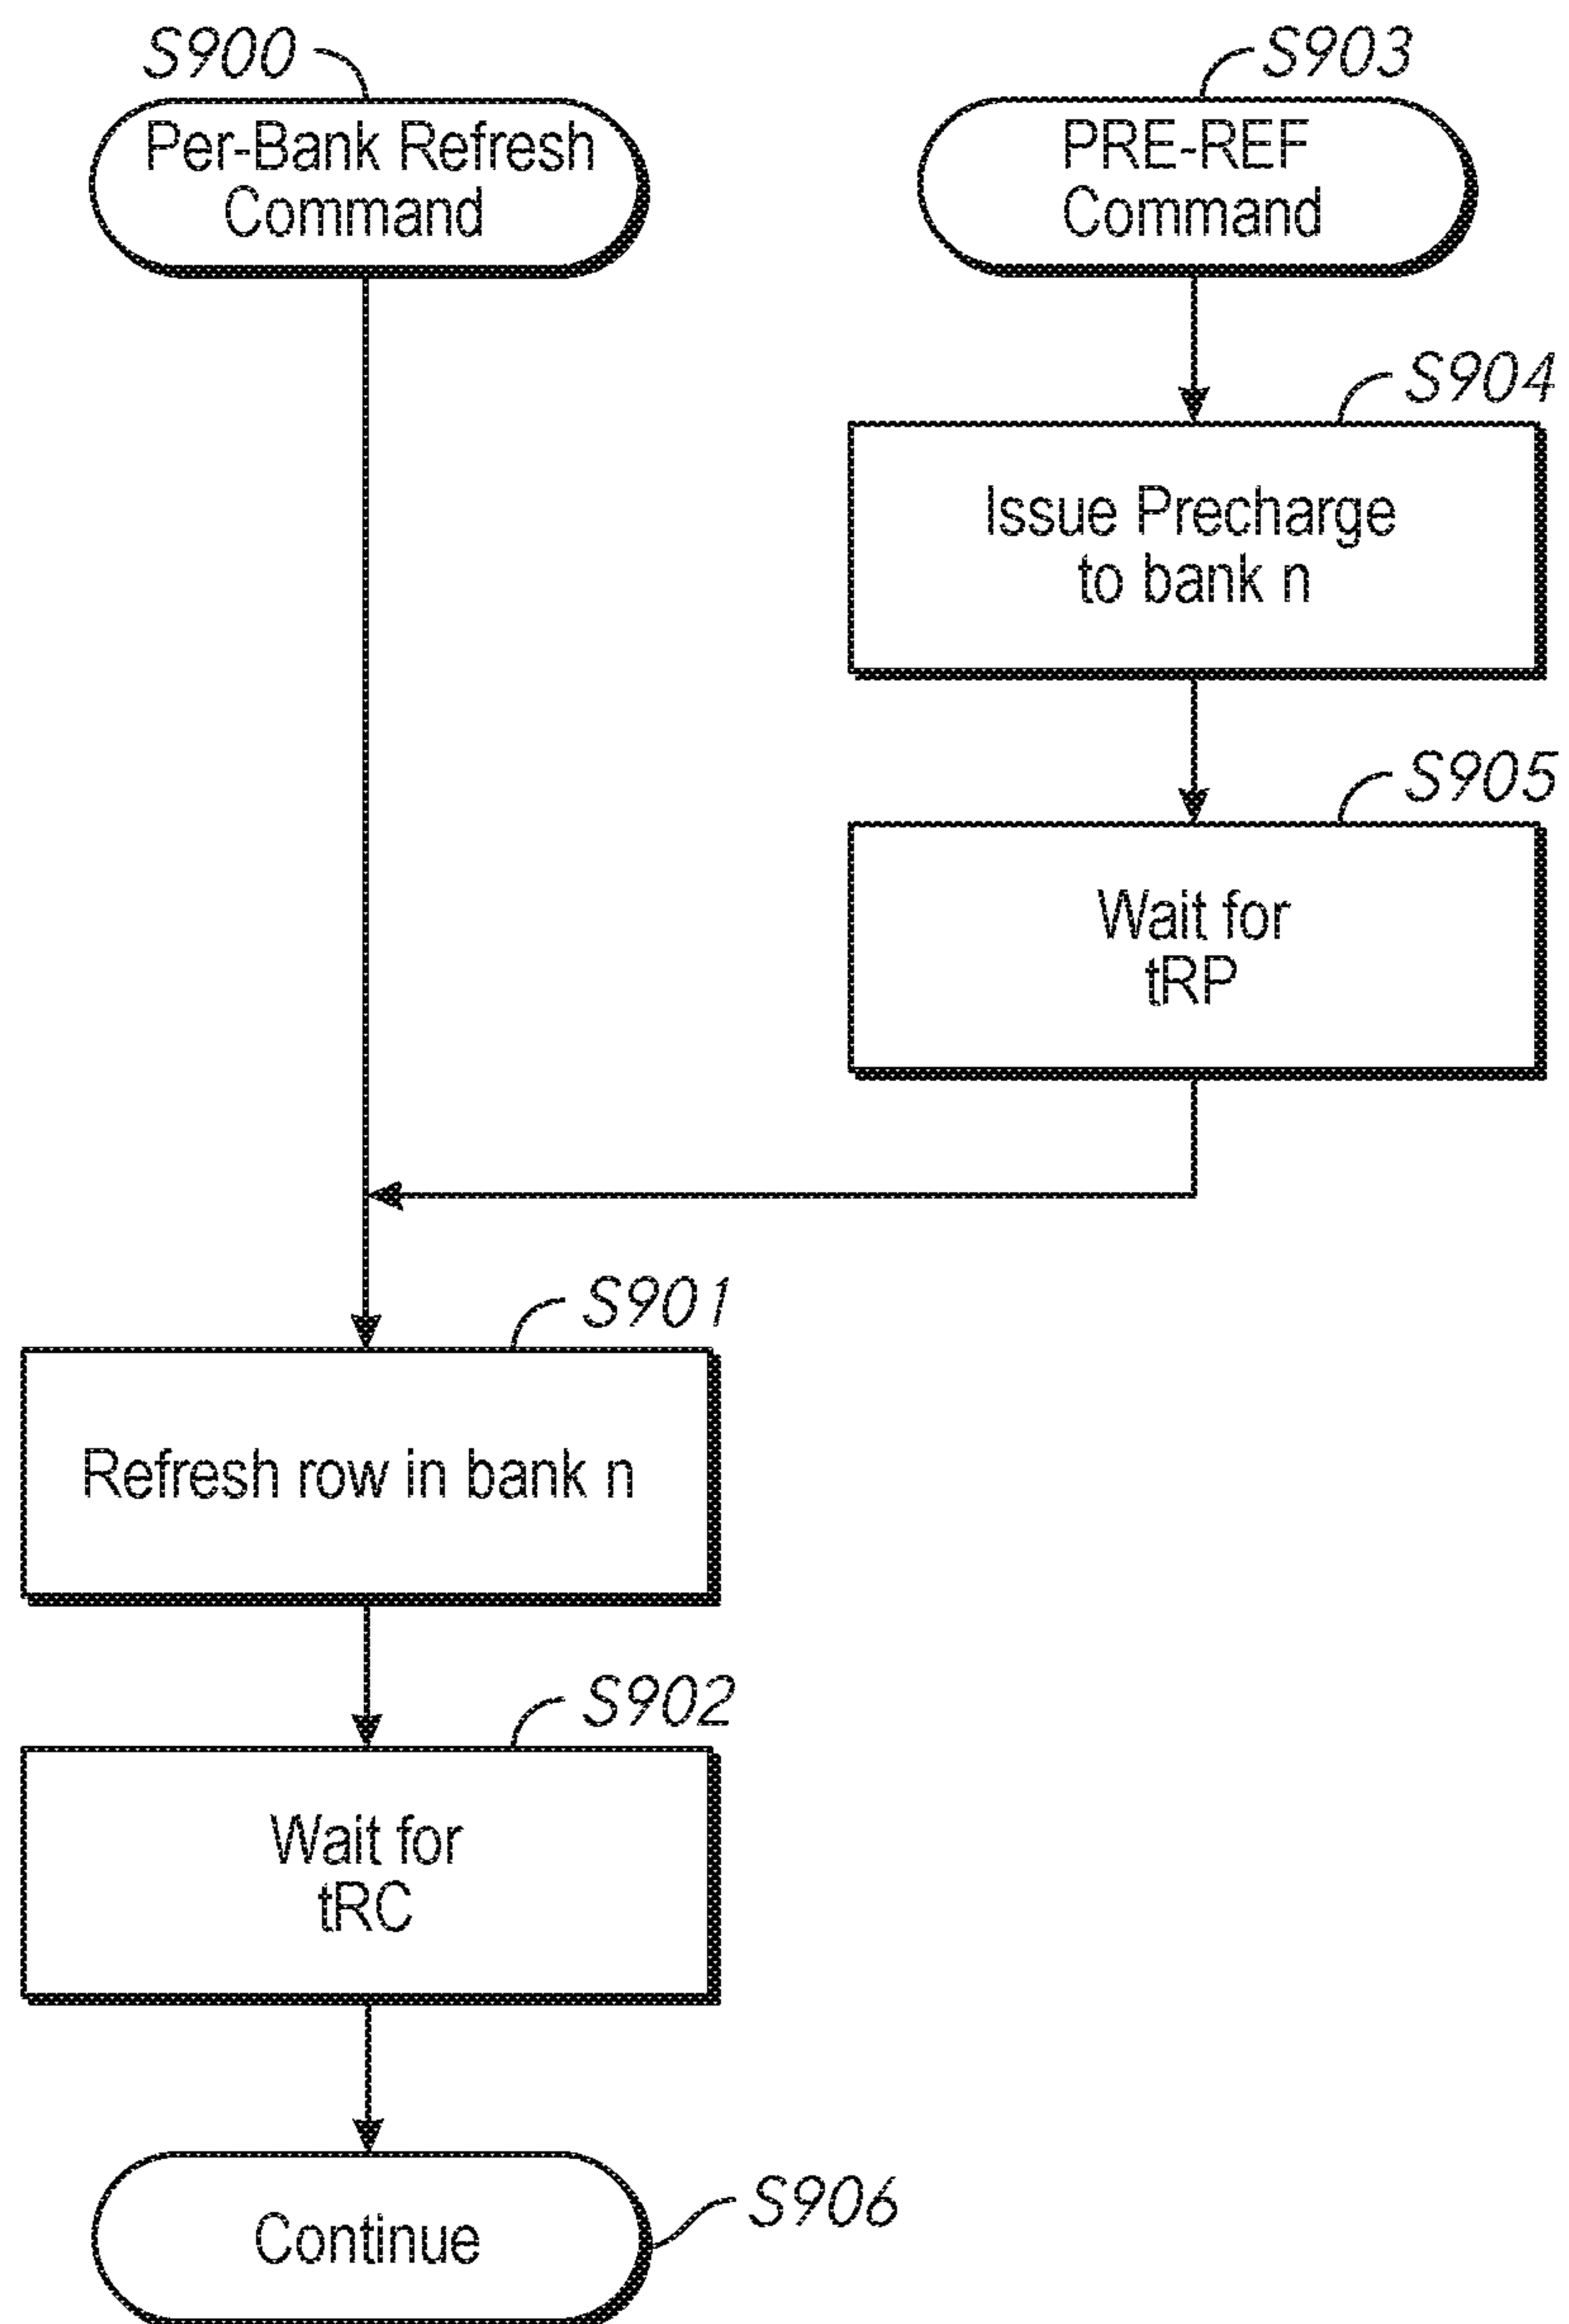 S900
Per-Bank Refresh
Command
S903
PRE-REF
Command
S904
Issue Precharge
to bank n
S905
Wait for
tRP
S901
Refresh row in bank n
S902
Wait for
tRC
Continue
S906